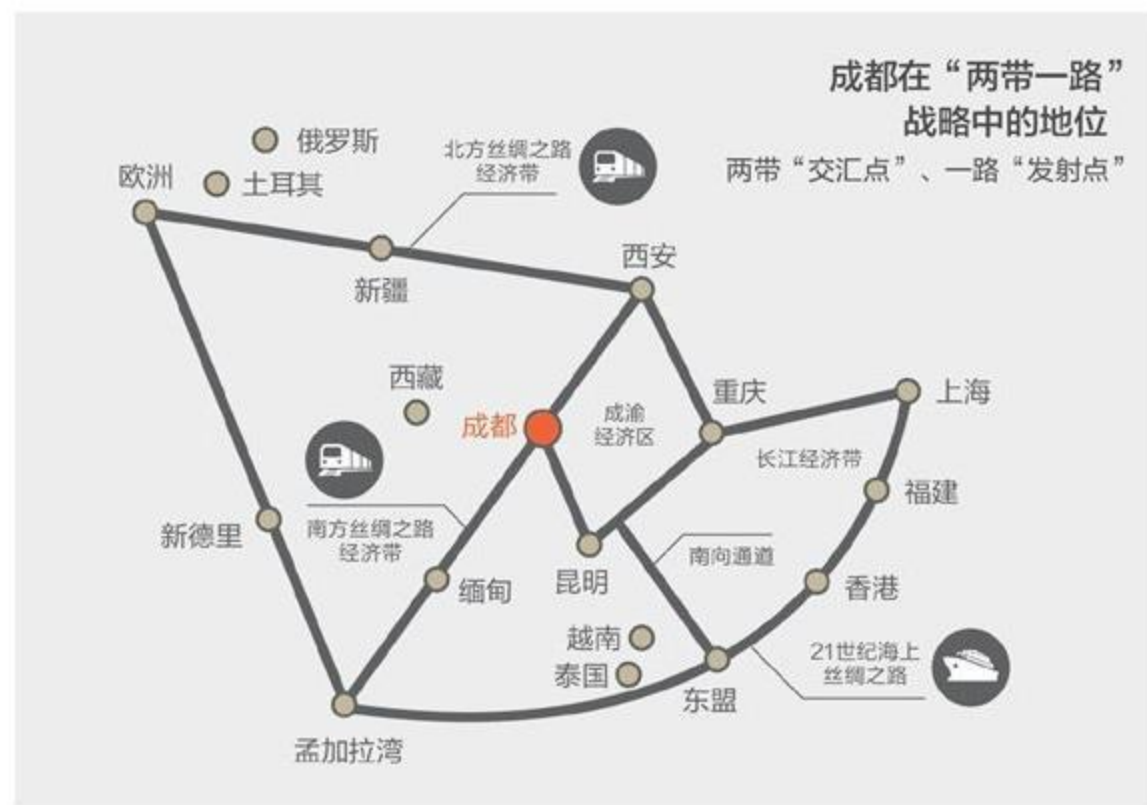 成都在“两带一路”
战略中的地位
两带“交汇点”、一路“发射点”
俄罗斯
欧洲
土耳其
北方丝绸之路
经济带
新疆
西安
西藏
成都
成渝
经济区
重庆
上海
长江经济带
福建
新德里
南方丝绸之路
经济带
缅甸
昆明
南向通道
香港
越南
泰国
东盟
21世纪海上
丝绸之路
孟加拉湾